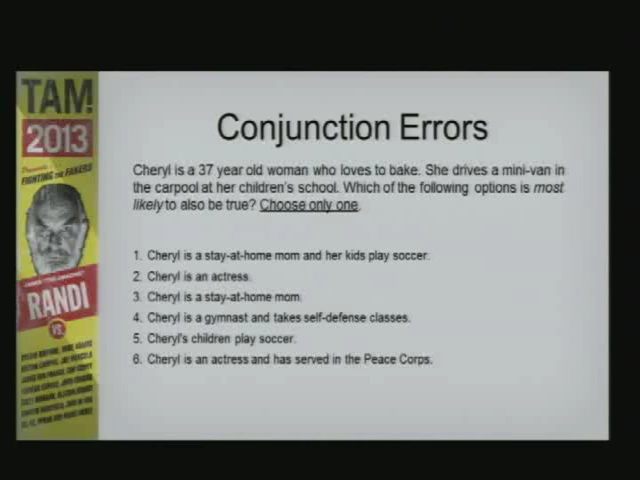 TAM!
2013
Conjunction Errors
Cheryl is a 37 year old woman who loves to bake. She drives a mini-van in
the carpool at her children's school. Which of the following options is most
likely to also be true? Choose only one.
1. Cheryl is a stay-at-home mom and her kids play soccer.
2. Cheryl is an actress.
3. Cheryl is a stay-at-home mom.
4. Cheryl is a gymnast and takes self-defense classes.
5. Cheryl's children play soccer.
6. Cheryl is an actress and has served in the Peace Corps.
FIGHTING THE FAKERS
RANDI
VS.